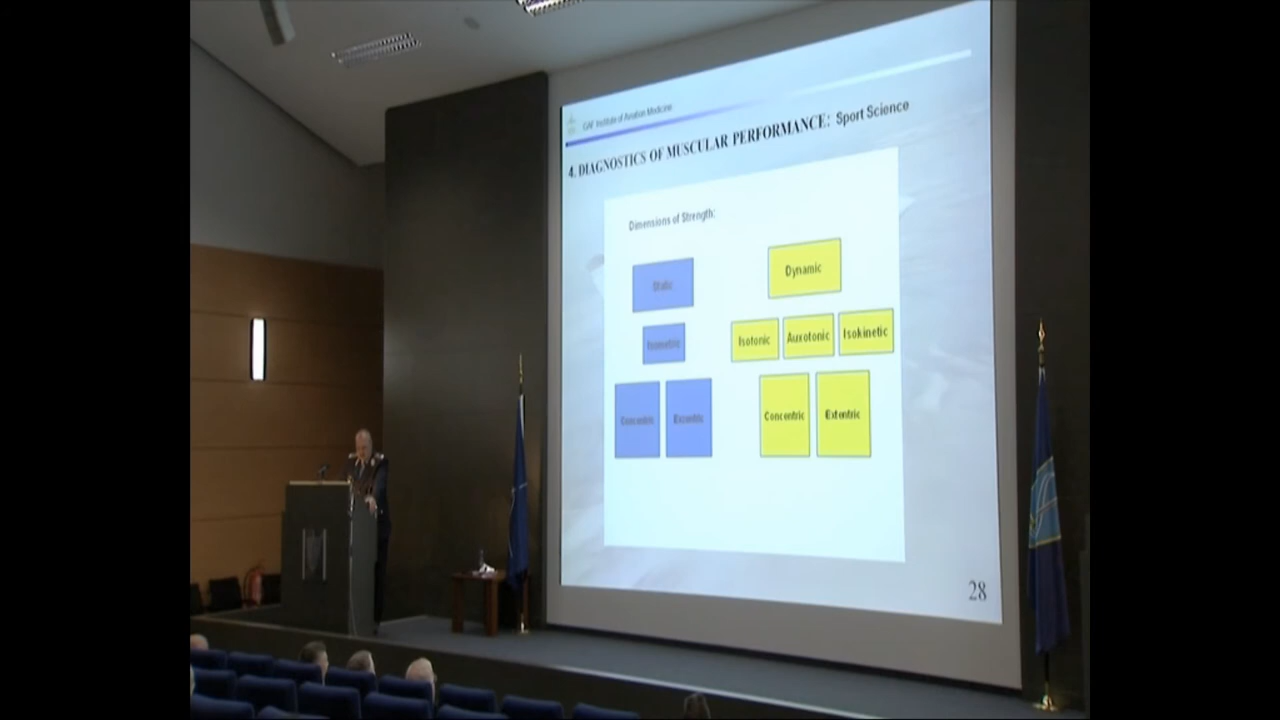 GAF Institute of Aviation Medicine
4. DIAGNOSTICS OF MUSCULAR PERFORMANCE: Sport Science
Dimensions of Strength:
Static
Dynamic
Isometric
Isotonic
Auxotonic
Isokinetic
Concentric
Excentric
Concentric
Extentric
28